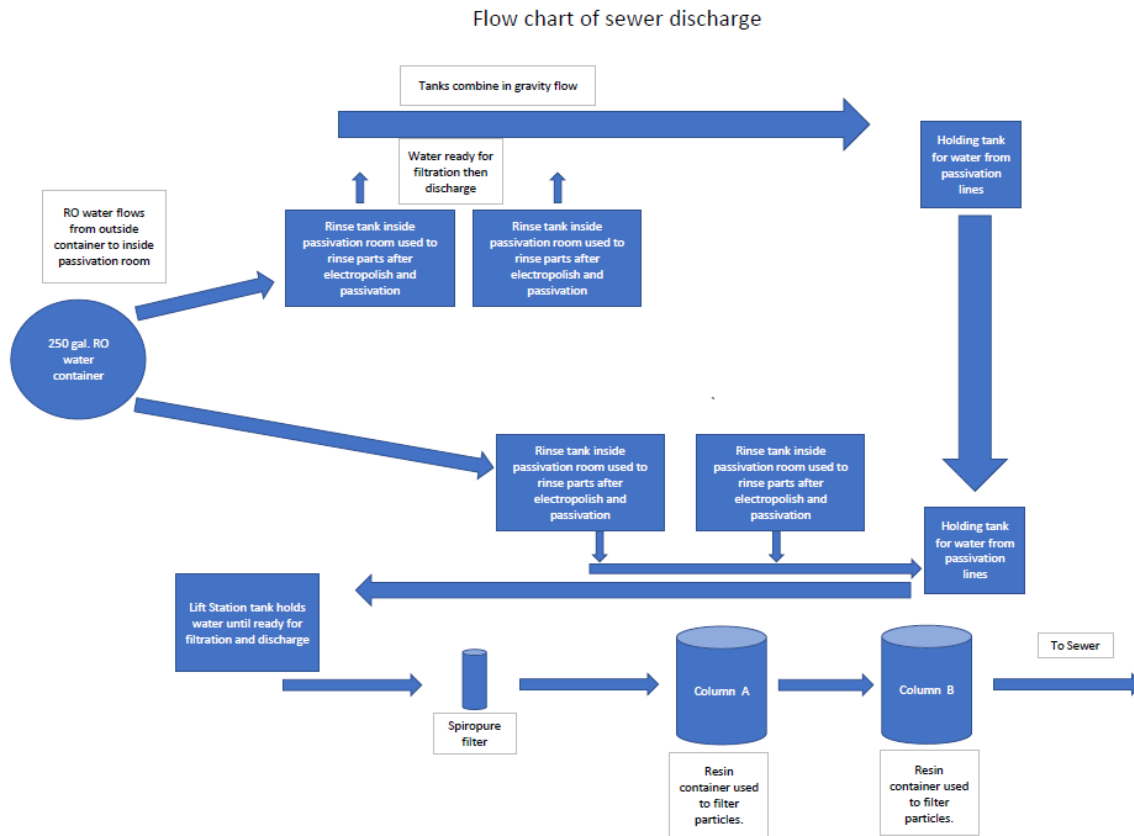 Flow chart of sewer discharge
Tanks combine in gravity flow
Water ready for
filtration then
discharge
Holding tank
for water from
passivation
lines
RO water flows
from outside
container to inside
passivation room
Rinse tank inside
passivation room used to
rinse parts after
electropolish and
passivation
Rinse tank inside
passivation room used to
rinse parts after
electropolish and
passivation
250 gal. RO
water
container
Rinse tank inside
passivation room used to
rinse parts after
electropolish and
passivation
Rinse tank inside
passivation room used to
rinse parts after
electropolish and
passivation
Holding tank
for water from
passivation
lines
Lift Station tank holds
water until ready for
filtration and discharge
Spiropure
filter
Column A
Resin
container used
to filter
particles.
Column B
Resin
container used
to filter
particles.
To Sewer